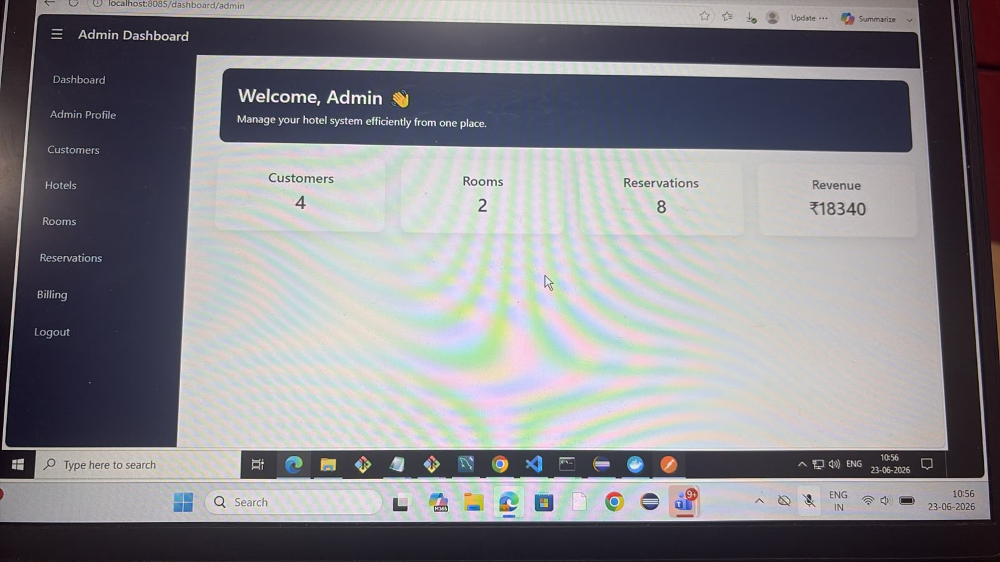 localhost:8085/dashboard/admin
Update
Summarize
Admin Dashboard
Dashboard
Admin Profile
Customers
Hotels
Rooms
Reservations
Billing
Logout
Welcome, Admin 👋
Manage your hotel system efficiently from one place.
Customers
4
Rooms
2
Reservations
8
Revenue
₹18340
Type here to search
ENG
10:56
23-06-2026
Search
M365
T
9+
ENG
IN
10:56
23-06-2026